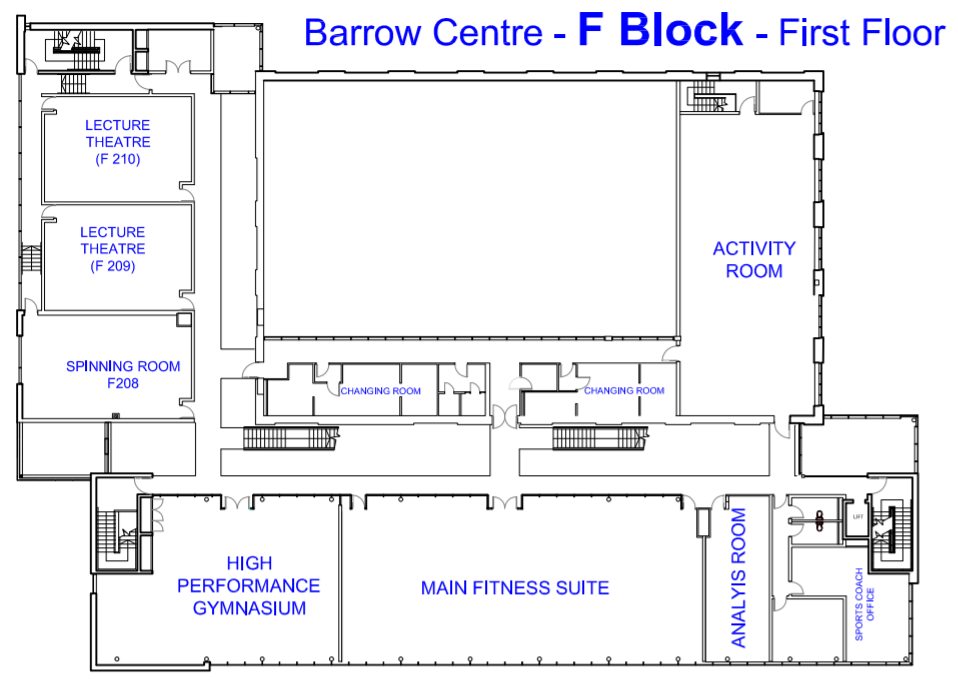 Barrow Centre - F Block - First Floor
LECTURE
THEATRE
(F 210)
LECTURE
THEATRE
(F 209)
ACTIVITY
ROOM
SPINNING ROOM
F208
CHANGING ROOM
CHANGING ROOM
HIGH
PERFORMANCE
GYMNASIUM
MAIN FITNESS SUITE
ANALYIS ROOM
LIFT
SPORTS COACH
OFFICE